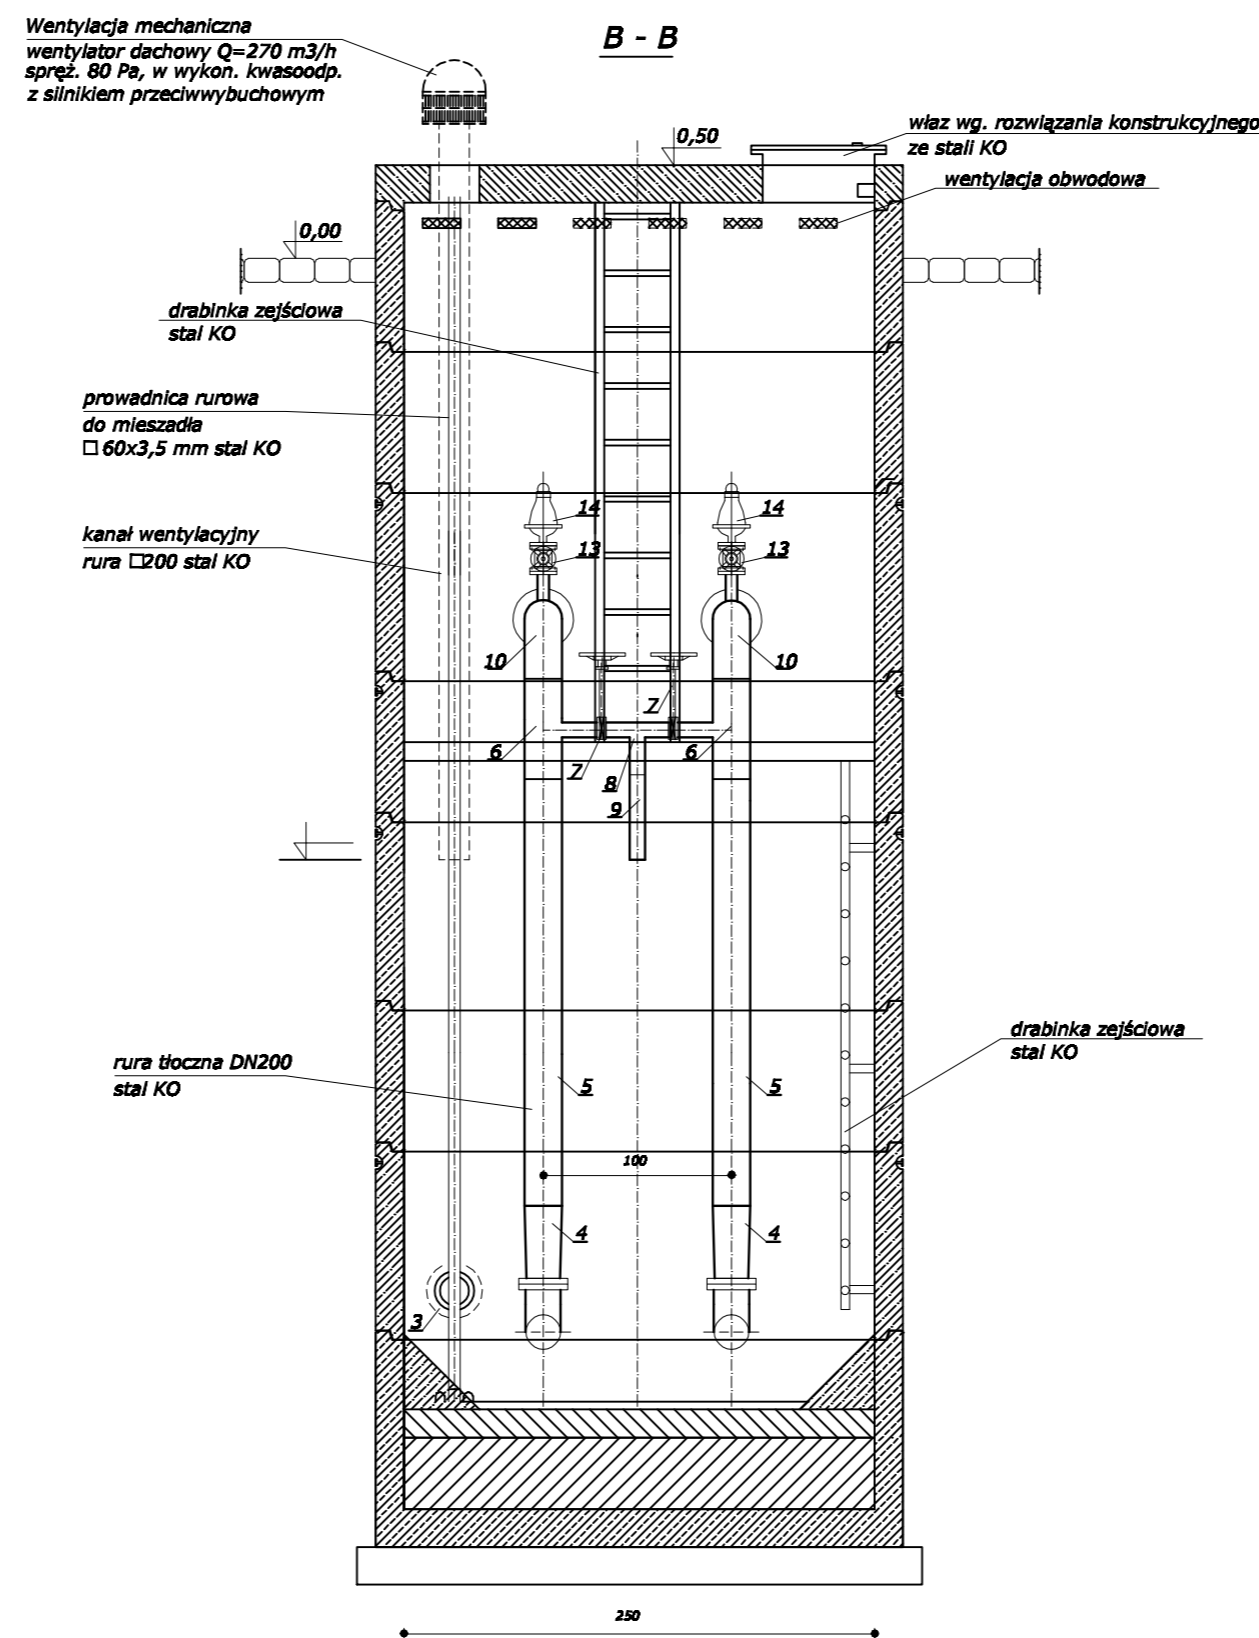 Wentylacja mechaniczna
wentylator dachowy Q=270 m3/h
spręż. 80 Pa, w wykon. kwasoodp.
z silnikiem przeciwwybuchowym
B - B
0,50
właz wg. rozwiązania konstrukcyjnego
ze stali KO
wentylacja obwodowa
0,00
drabinka zejściowa
stal KO
prowadnica rurowa
do mieszadła
□ 60x3,5 mm stal KO
kanał wentylacyjny
rura □200 stal KO
14
14
13
13
10
10
7
6
7
8
6
9
drabinka zejściowa
stal KO
rura tłoczna DN200
stal KO
5
5
100
4
4
3
250